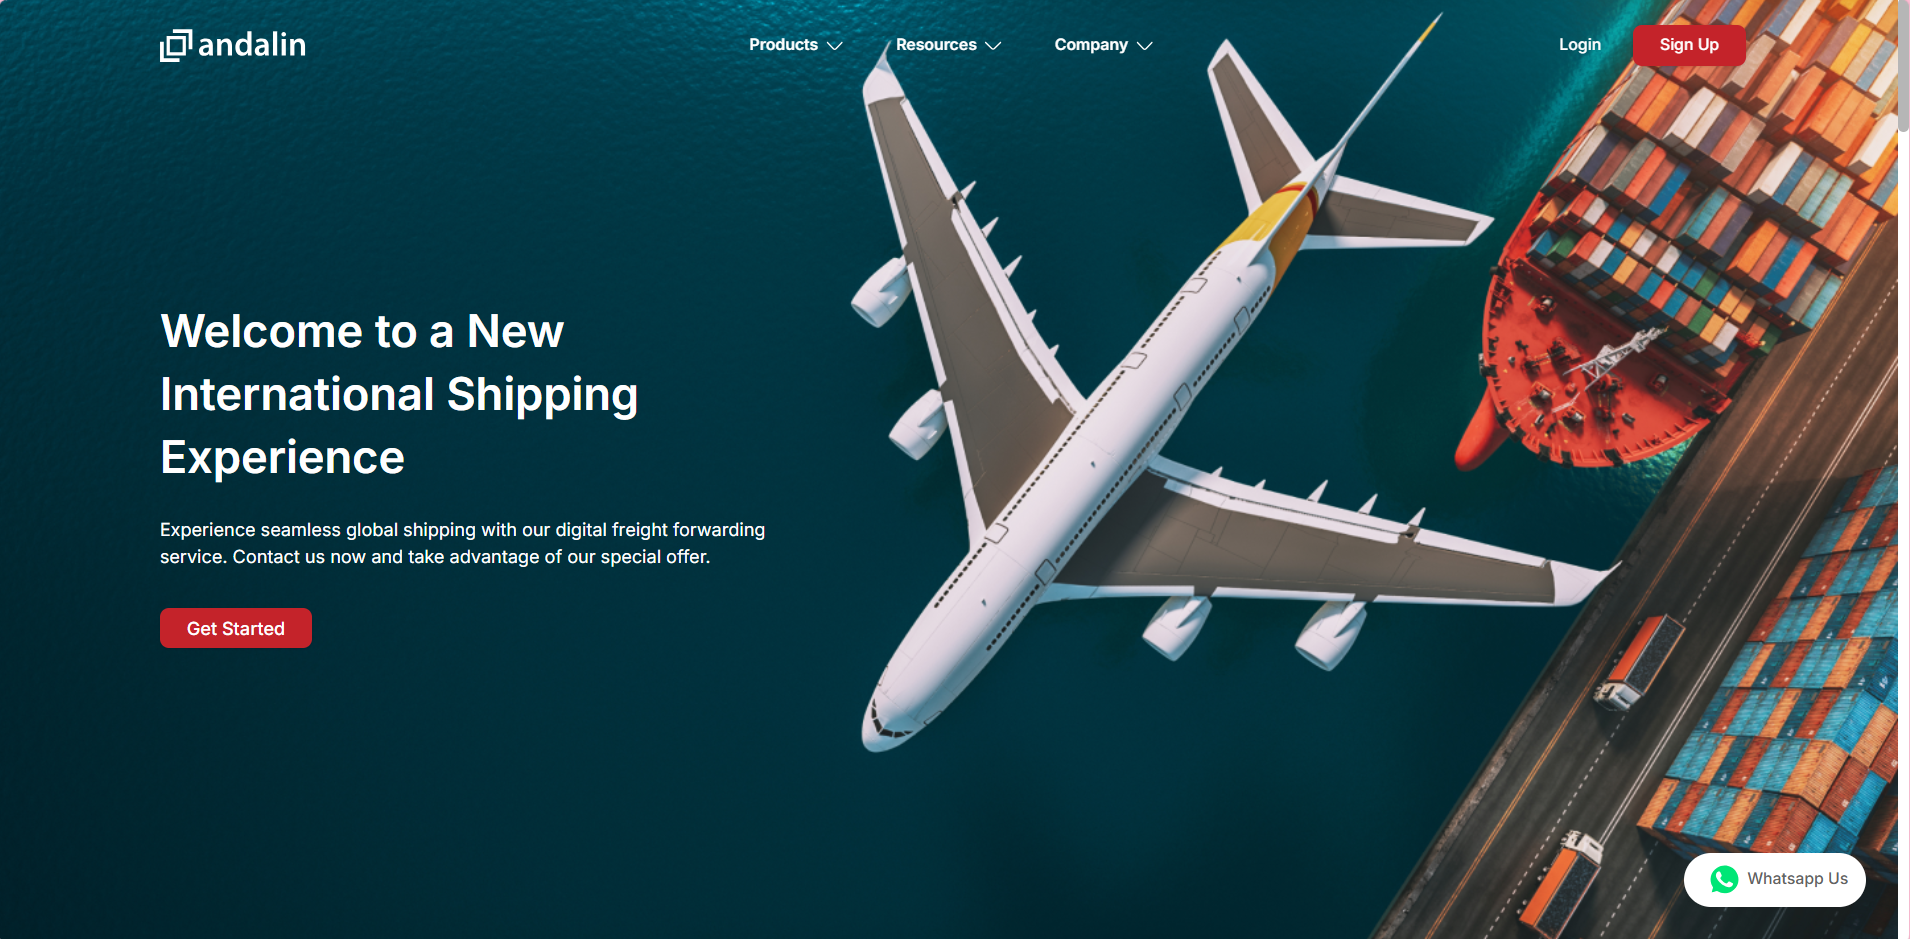 andalin
Products
Resources
Company
Login
Sign Up
Welcome to a New
International Shipping
Experience
Experience seamless global shipping with our digital freight forwarding
service. Contact us now and take advantage of our special offer.
Get Started
Whatsapp Us